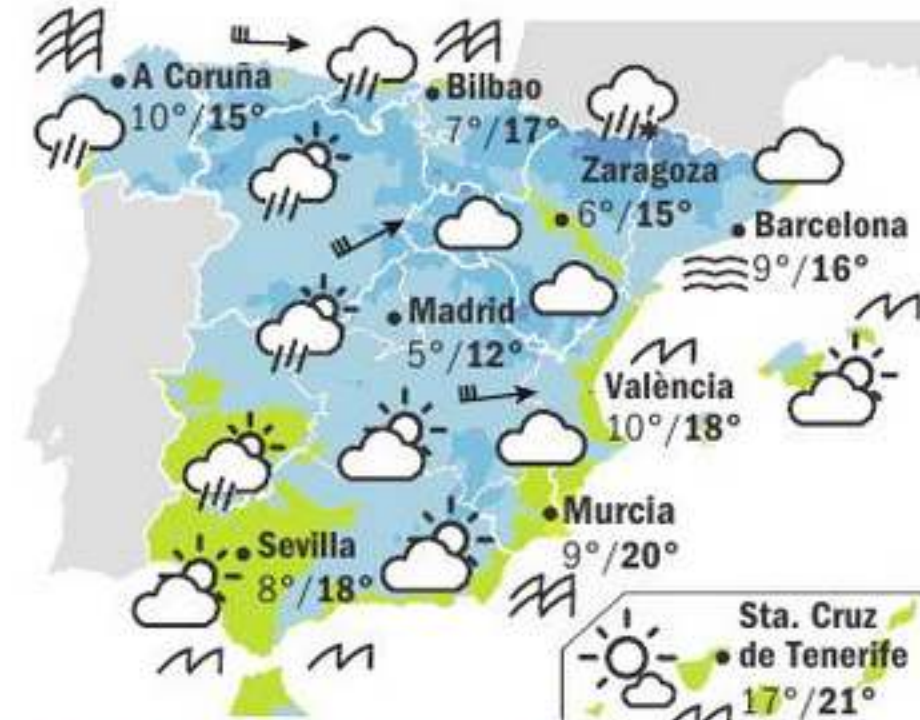 A Coruña
10°/15°
Bilbao
7°/17°
Zaragoza
6°/15°
Barcelona
9°/16°
Madrid
5°/12°
València
10°/18°
Murcia
9°/20°
Sevilla
8°/18°
Sta. Cruz
de Tenerife
17°/21°